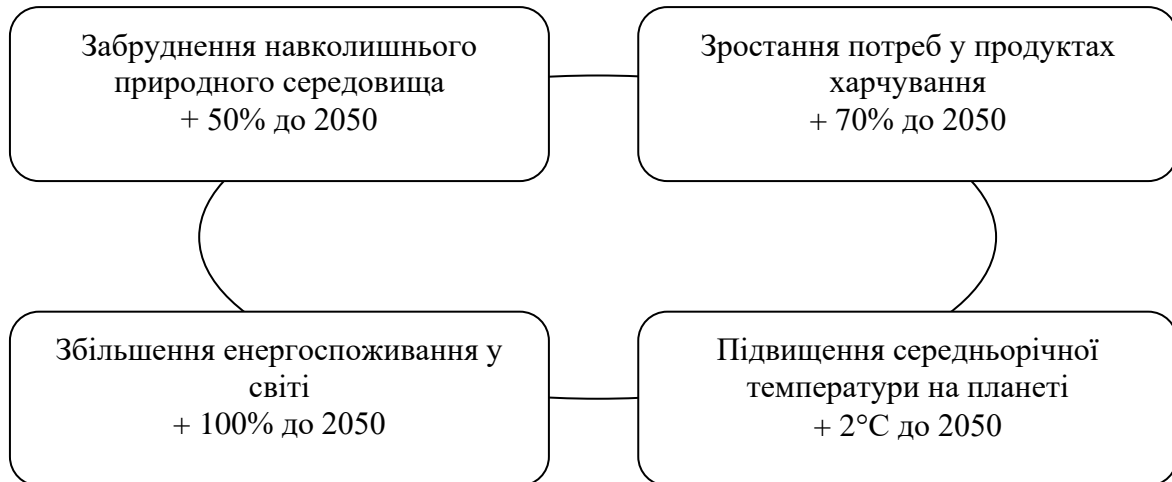 Забруднення навколишнього
природного середовища
+ 50% до 2050
Зростання потреб у продуктах
харчування
+ 70% до 2050
Збільшення енергоспоживання у
світі
+ 100% до 2050
Підвищення середньорічної
температури на планеті
+ 2°С до 2050